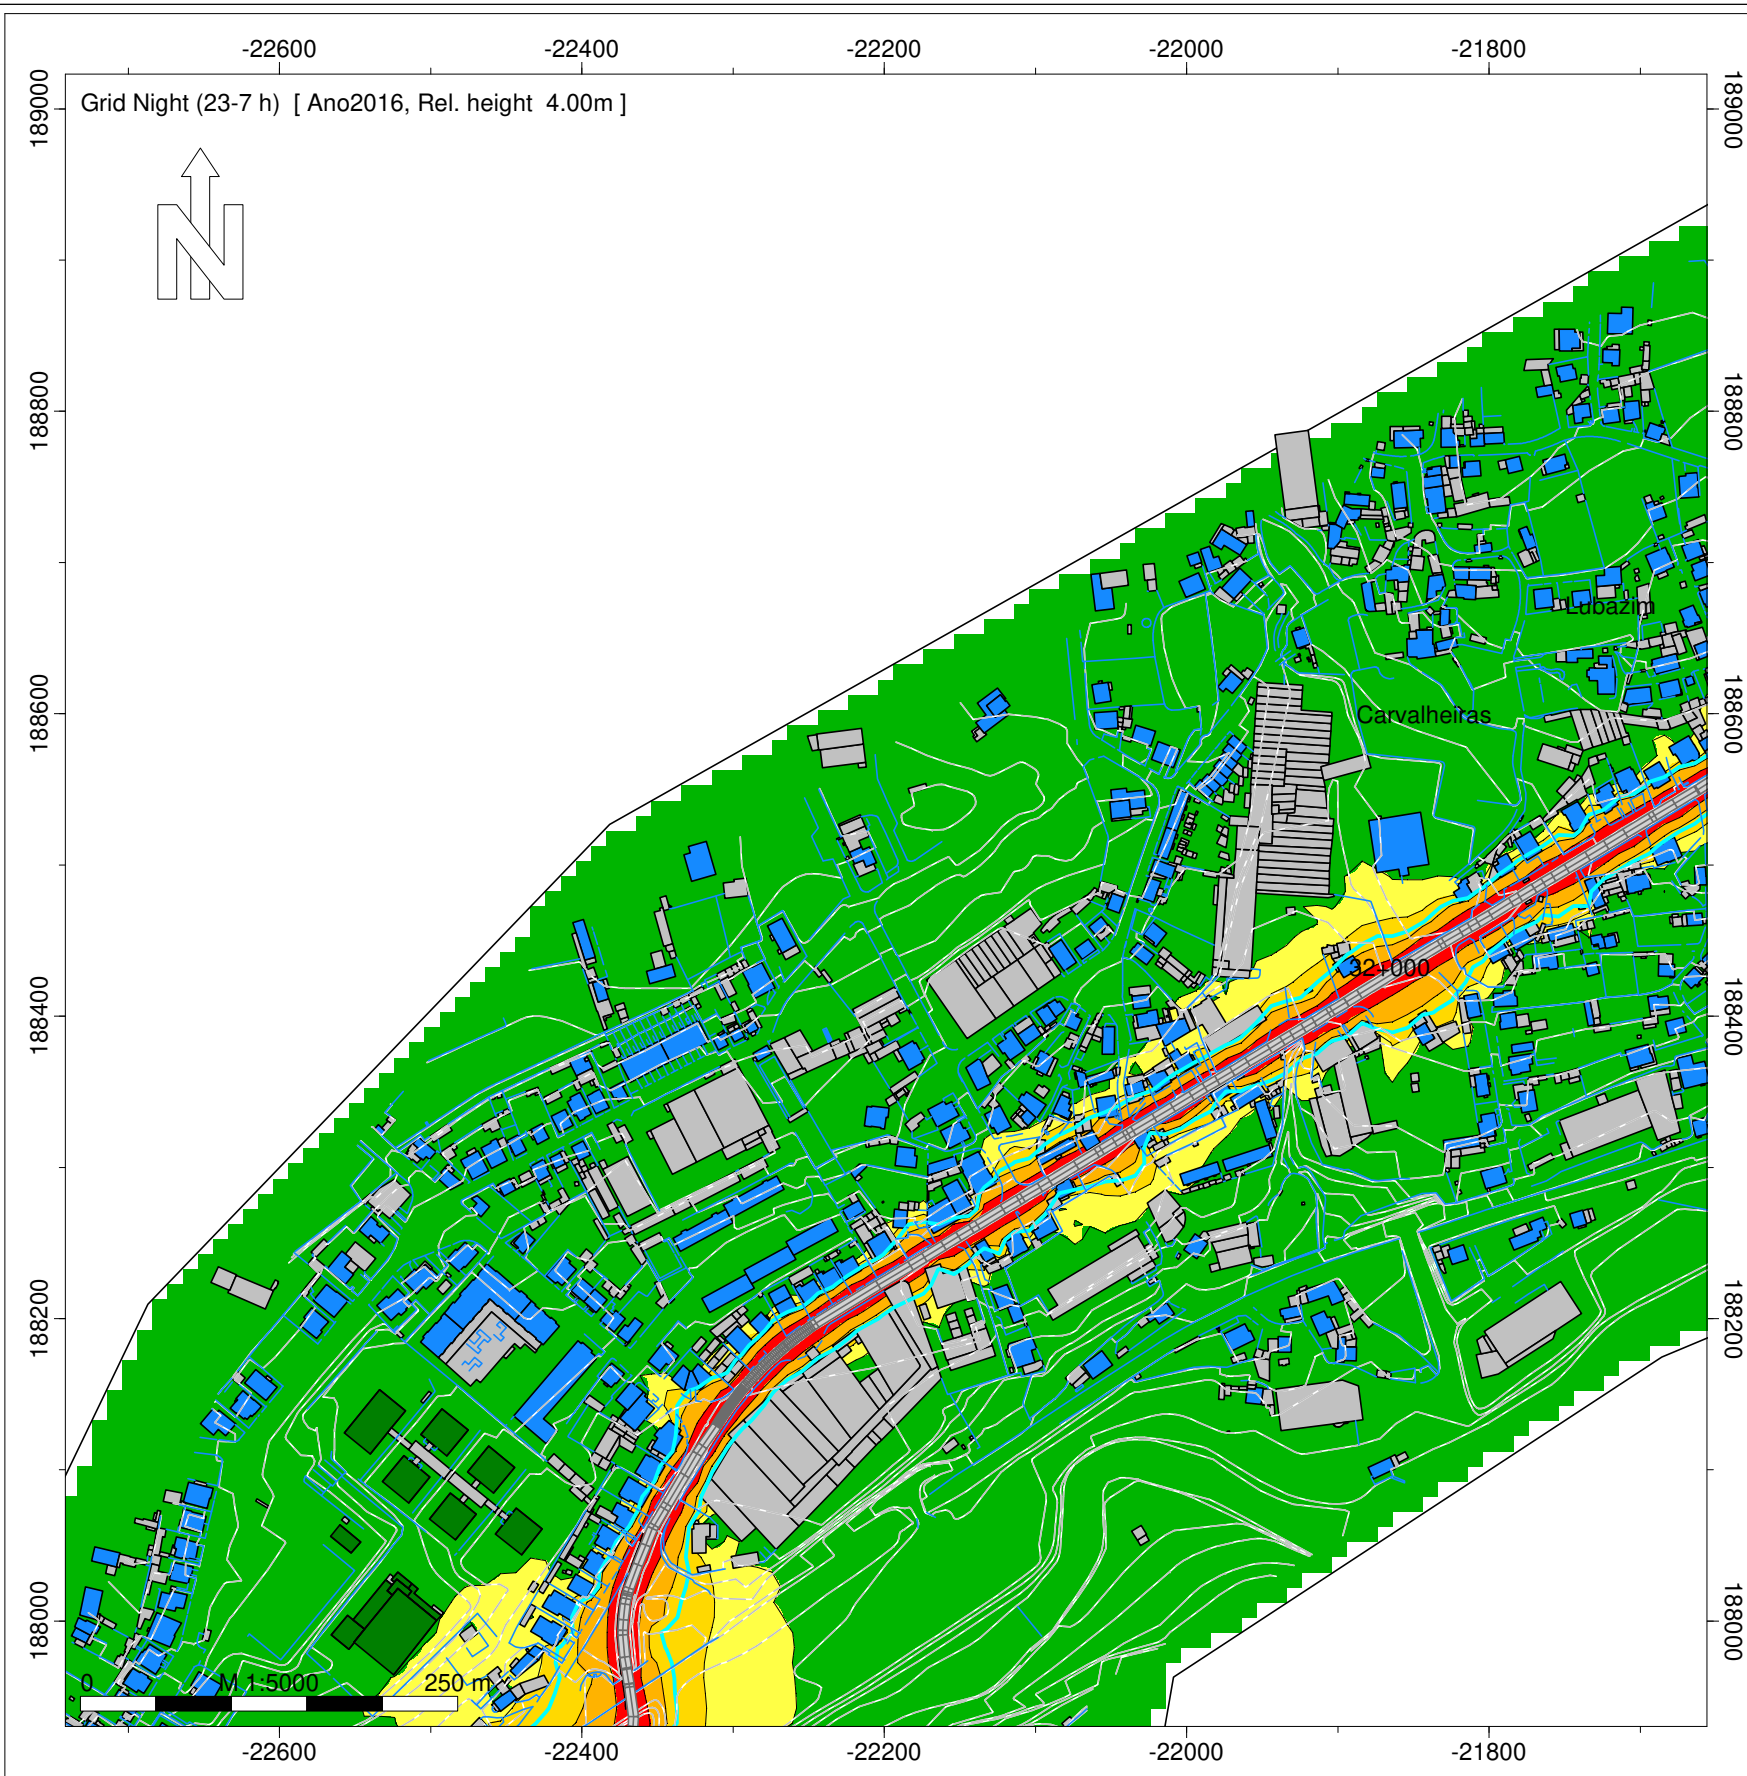 -22600 -22400 -22200 -22000 -21800
189000 189000
Grid Night (23-7 h) [ Ano2016, Rel. height 4.00m ]
N
188800 188800
Lubazim
188600 188600
Carvalheiras
32+000
188400 188400
188200 188200
188000 188000
0 M 1:5000 250 m
-22600 -22400 -22200 -22000 -21800